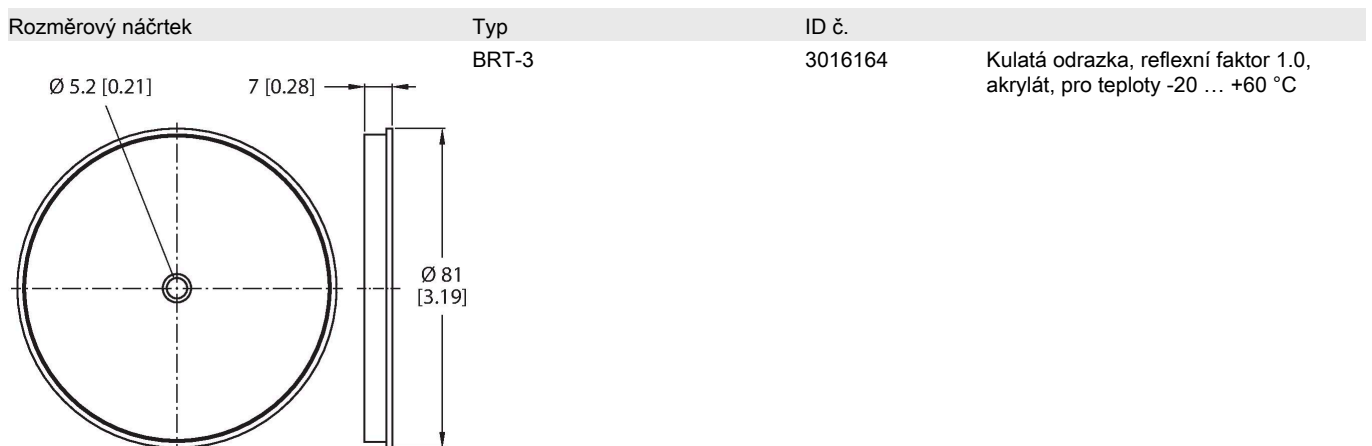 Rozměrový náčrtek Typ ID č.
BRT-3 3016164 Kulatá odrazka, reflexní faktor 1.0,
akrylát, pro teploty -20 … +60 °C
Ø 5.2 [0.21] 7 [0.28]
Ø 81
[3.19]